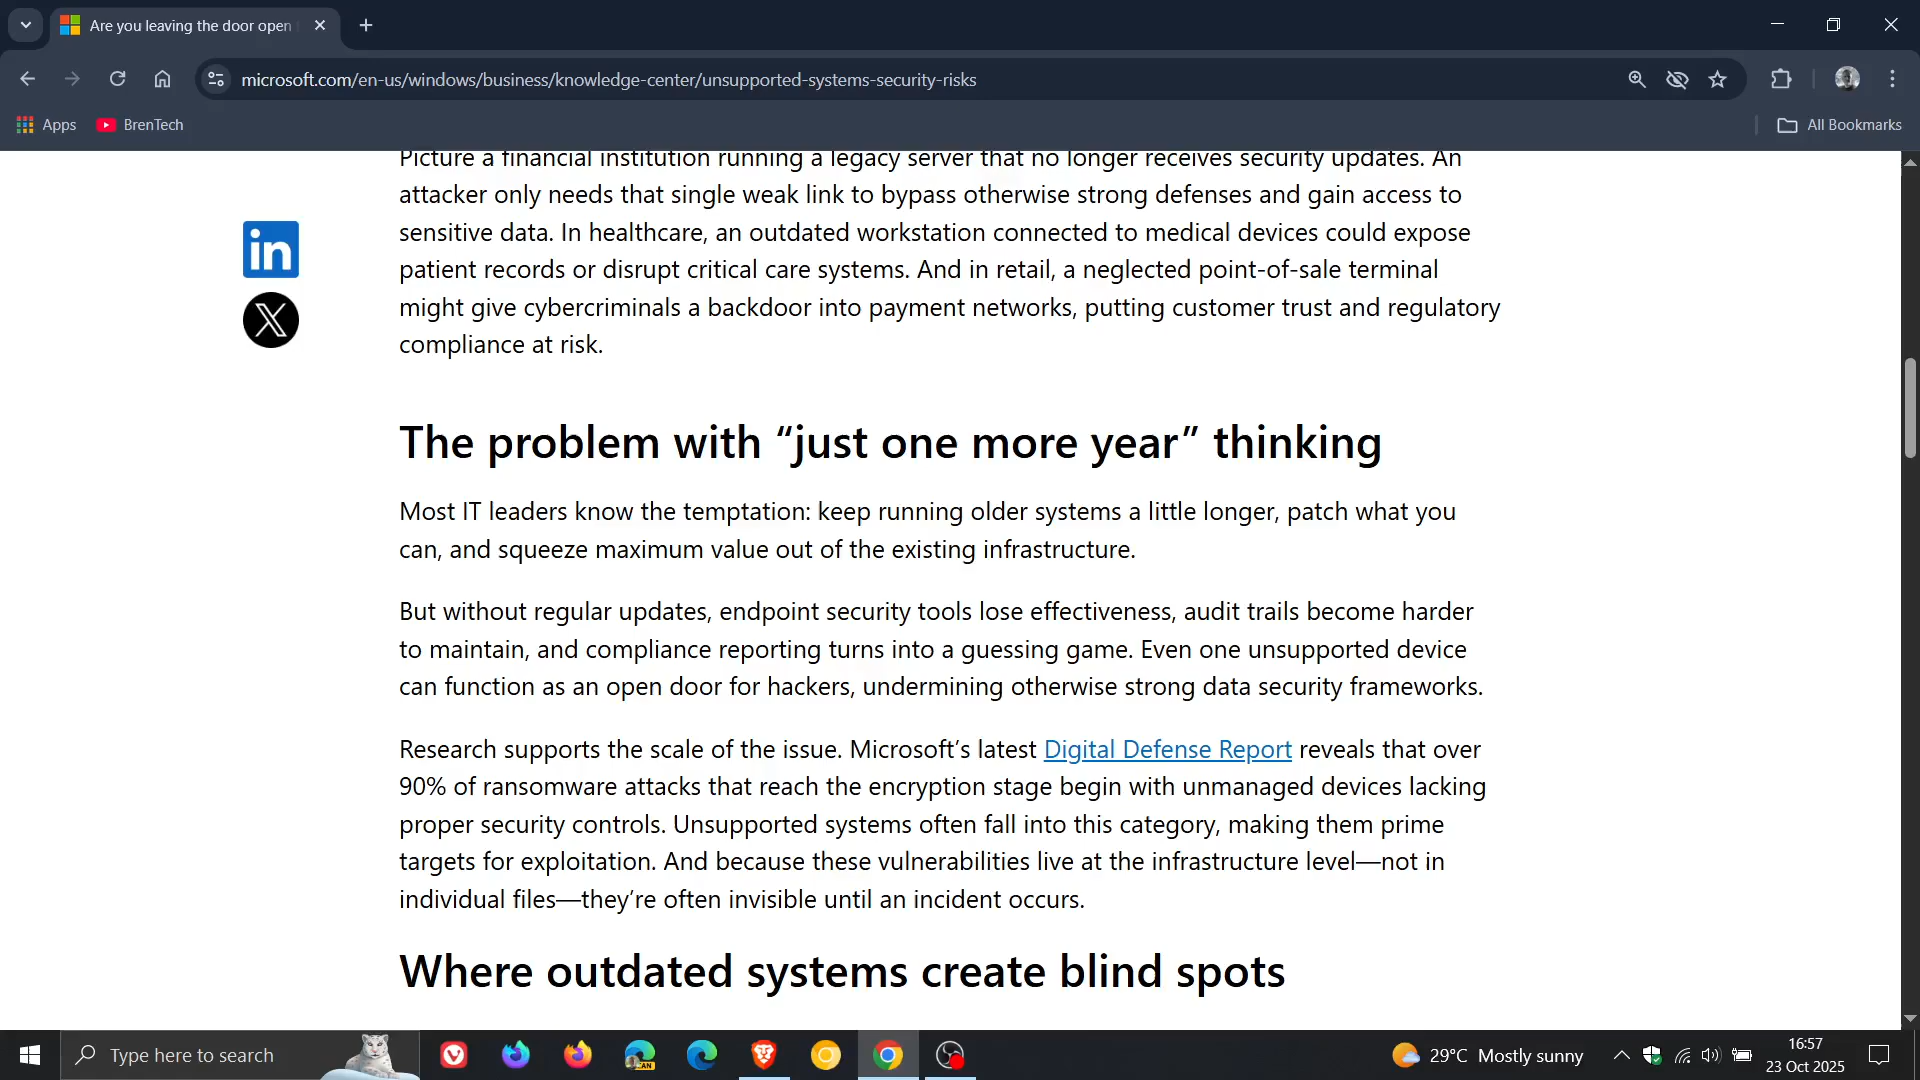 Are you leaving the door open
microsoft.com/en-us/windows/business/knowledge-center/unsupported-systems-security-risks
Apps
BrenTech
All Bookmarks
Picture a financial institution running a legacy server that no longer receives security updates. An
attacker only needs that single weak link to bypass otherwise strong defenses and gain access to
sensitive data. In healthcare, an outdated workstation connected to medical devices could expose
patient records or disrupt critical care systems. And in retail, a neglected point-of-sale terminal
might give cybercriminals a backdoor into payment networks, putting customer trust and regulatory
compliance at risk.
in
X
The problem with “just one more year” thinking
Most IT leaders know the temptation: keep running older systems a little longer, patch what you
can, and squeeze maximum value out of the existing infrastructure.
But without regular updates, endpoint security tools lose effectiveness, audit trails become harder
to maintain, and compliance reporting turns into a guessing game. Even one unsupported device
can function as an open door for hackers, undermining otherwise strong data security frameworks.
Research supports the scale of the issue. Microsoft’s latest Digital Defense Report reveals that over
90% of ransomware attacks that reach the encryption stage begin with unmanaged devices lacking
proper security controls. Unsupported systems often fall into this category, making them prime
targets for exploitation. And because these vulnerabilities live at the infrastructure level—not in
individual files—they’re often invisible until an incident occurs.
Where outdated systems create blind spots
Type here to search
CAN
29°C Mostly sunny
16:57
23 Oct 2025